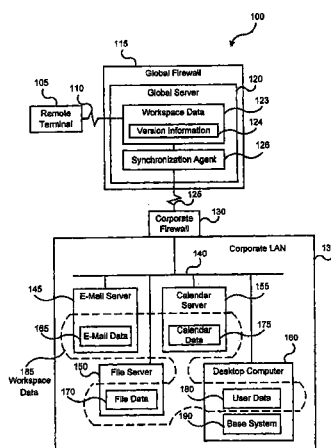 100
115
Global Firewall
105
110
120
Global Server
123
Remote Terminal
Workspace Data
124
Version Information
Synchronization Agent
126
125
130
Corporate Firewall
140
Corporate LAN
13
145
155
E-Mail Server
Calendar Server
165
E-Mail Data
Calendar Data
175
160
185 Workspace Data
150
File Server
Desktop Computer
170
File Data
180
User Data
190
Base System